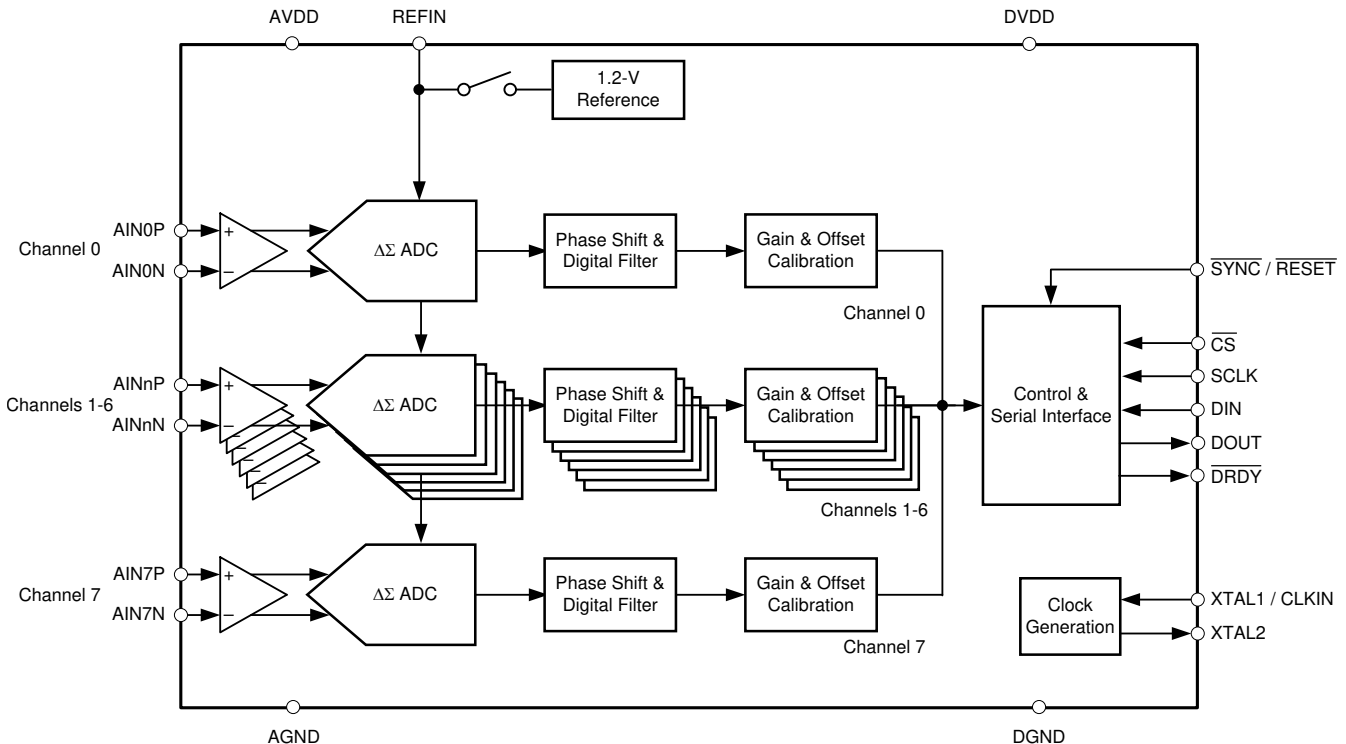 AVDD
REFIN
DVDD
1.2-V
Reference
Channel 0
AIN0P
AIN0N
+
−
ΔΣ ADC
Phase Shift &
Digital Filter
Gain & Offset
Calibration
Channel 0
SYNC / RESET
Channels 1-6
AINnP
AINnN
+
−
−
−
−
−
−
ΔΣ ADC
Phase Shift &
Digital Filter
Gain & Offset
Calibration
Channels 1-6
Control &
Serial Interface
CS
SCLK
DIN
DOUT
DRDY
Channel 7
AIN7P
AIN7N
+
−
ΔΣ ADC
Phase Shift &
Digital Filter
Gain & Offset
Calibration
Channel 7
Clock
Generation
XTAL1 / CLKIN
XTAL2
AGND
DGND